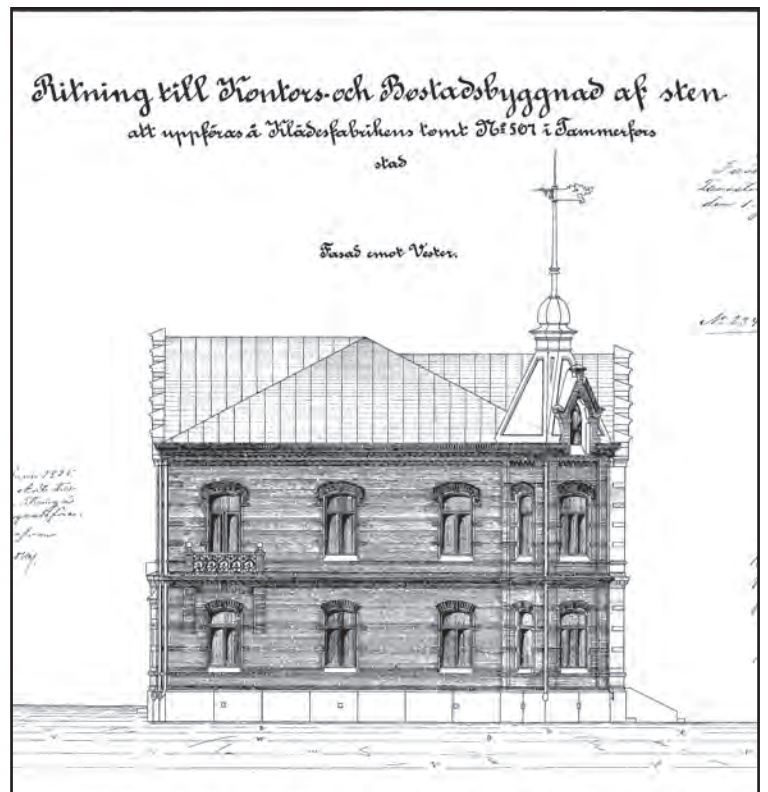 Ritning till Kontors- och Bostadsbyggnad af sten
att uppföras å Klädesfabrikens tomt No 507 i Tammerfors
stad
Fasad emot Vester.